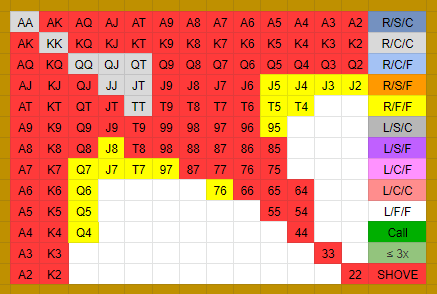 AA AK AQ AJ AT A9 A8 A7 A6 A5 A4 A3 A2 R/S/C
AK KK KQ KJ KT K9 K8 K7 K6 K5 K4 K3 K2 R/C/C
AQ KQ QQ QJ QT Q9 Q8 Q7 Q6 Q5 Q4 Q3 Q2 R/C/F
AJ KJ QJ JJ JT J9 J8 J7 J6 J5 J4 J3 J2 R/S/F
AT KT QT JT TT T9 T8 T7 T6 T5 T4 R/F/F
A9 K9 Q9 J9 T9 99 98 97 96 95 L/S/C
A8 K8 Q8 J8 T8 98 88 87 86 85 L/S/F
A7 K7 Q7 J7 T7 97 87 77 76 75 L/C/F
A6 K6 Q6 76 66 65 64 L/C/C
A5 K5 Q5 55 54 L/F/F
A4 K4 Q4 44 Call
A3 K3 33 ≤ 3x
A2 K2 22 SHOVE